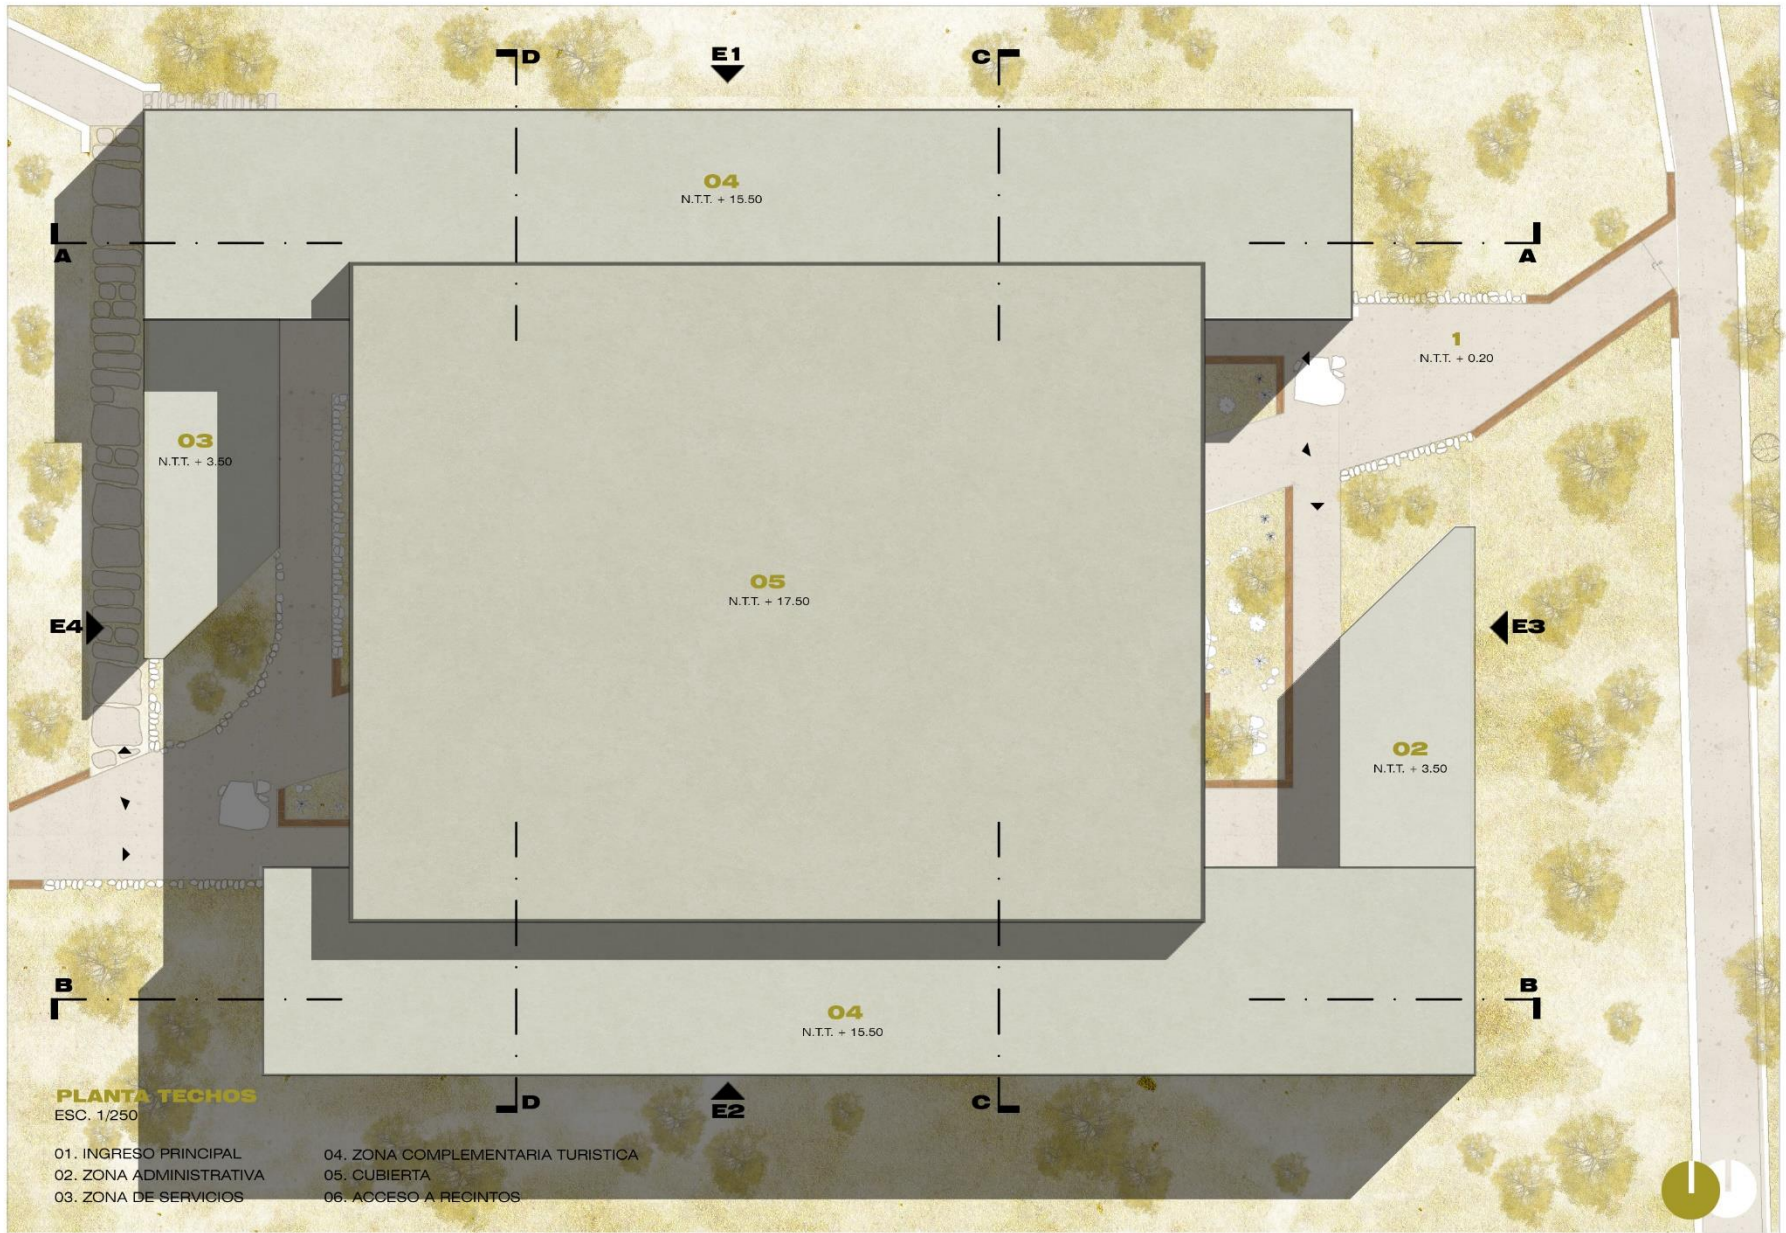 D
E1
C
04
N.T.T. + 15.50
A
A
1
N.T.T. + 0.20
03
N.T.T. + 3.50
05
N.T.T. + 17.50
E4
E3
02
N.T.T. + 3.50
B
B
04
N.T.T. + 15.50
D
E2
C
PLANTA TECHOS
ESC. 1/250
01. INGRESO PRINCIPAL
02. ZONA ADMINISTRATIVA
03. ZONA DE SERVICIOS
04. ZONA COMPLEMENTARIA TURISTICA
05. CUBIERTA
06. ACCESO A RECINTOS